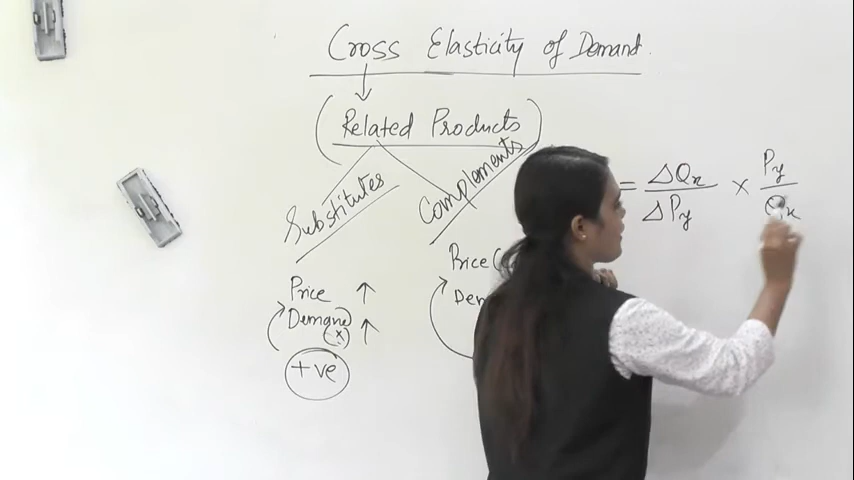 Cross Elasticity of Demand.
(Related Products)
Substitutes
Complements
Price ↑
Demand ↑
(x)
+ve
Price
= ΔQx / ΔPy × Py / Qx